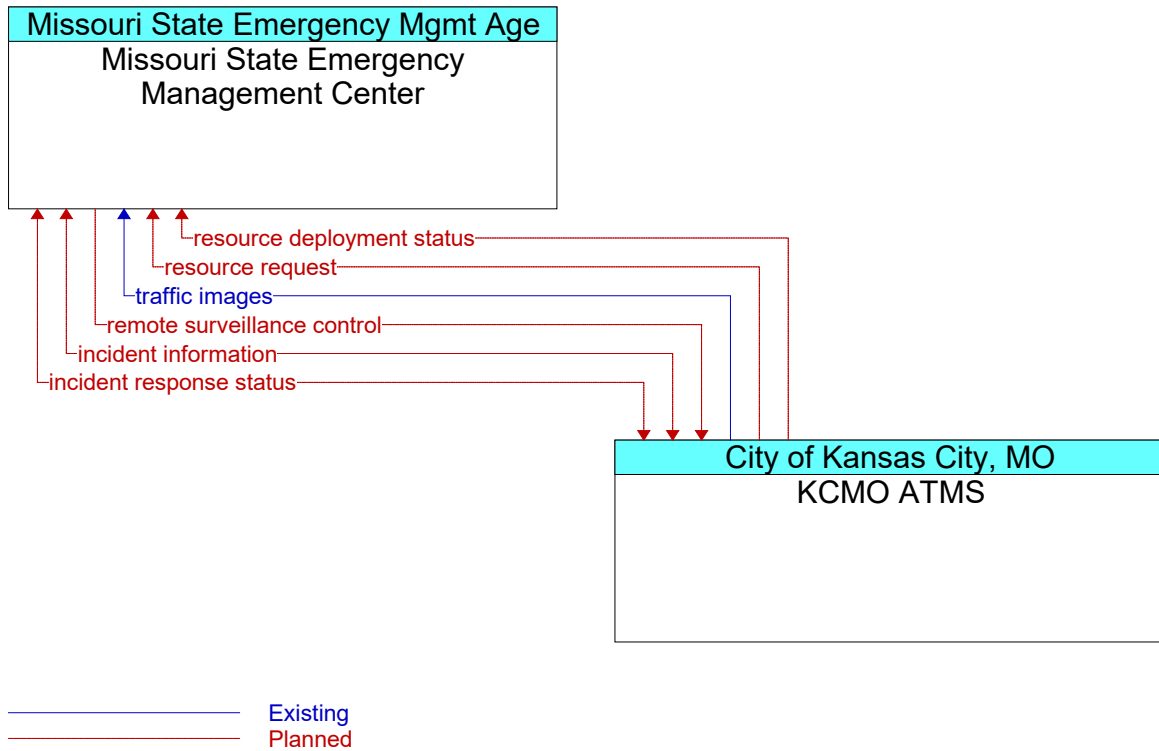 Missouri State Emergency Mgmt Age
Missouri State Emergency
Management Center
resource deployment status
resource request
traffic images
remote surveillance control
incident information
incident response status
City of Kansas City, MO
KCMO ATMS
Existing
Planned